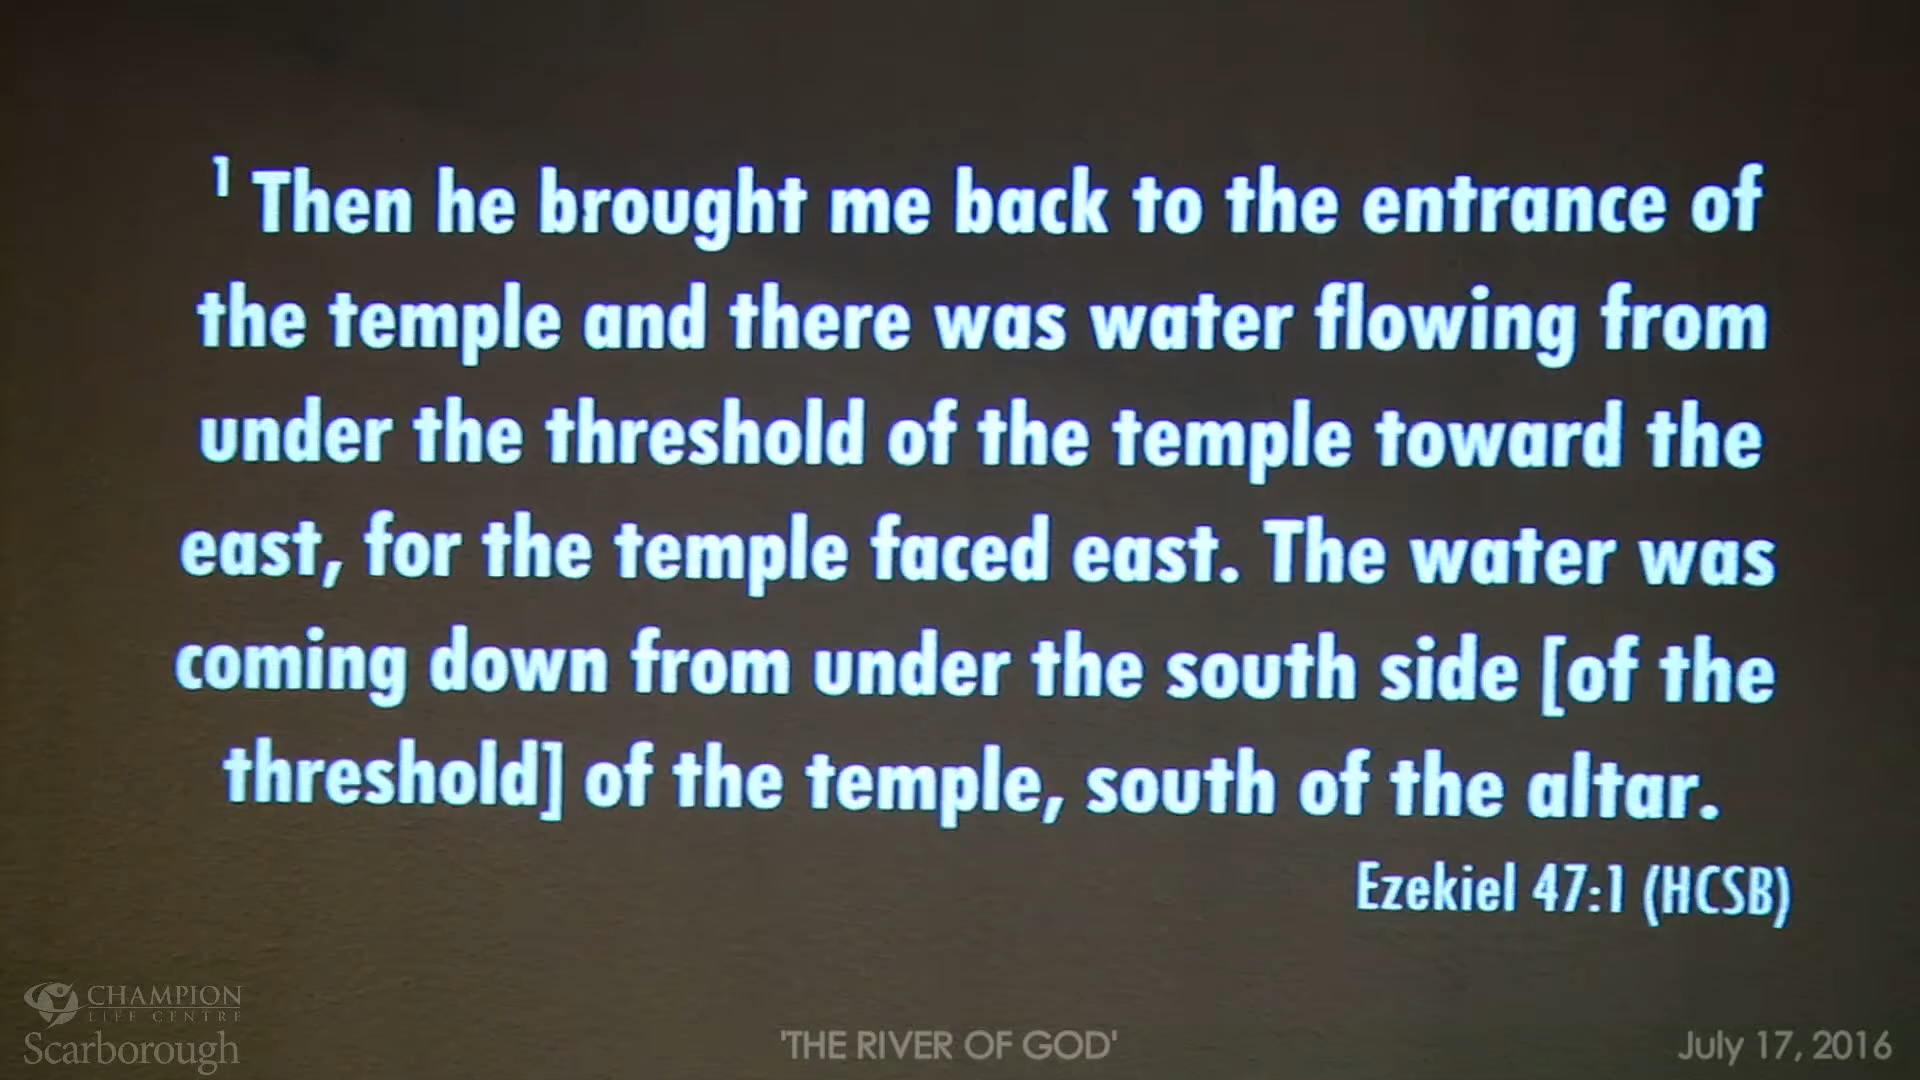 1 Then he brought me back to the entrance of
the temple and there was water flowing from
under the threshold of the temple toward the
east, for the temple faced east. The water was
coming down from under the south side [of the
threshold] of the temple, south of the altar.
Ezekiel 47:1 (HCSB)
CHAMPION
LIFE CENTRE
Scarborough
'THE RIVER OF GOD'
July 17, 2016